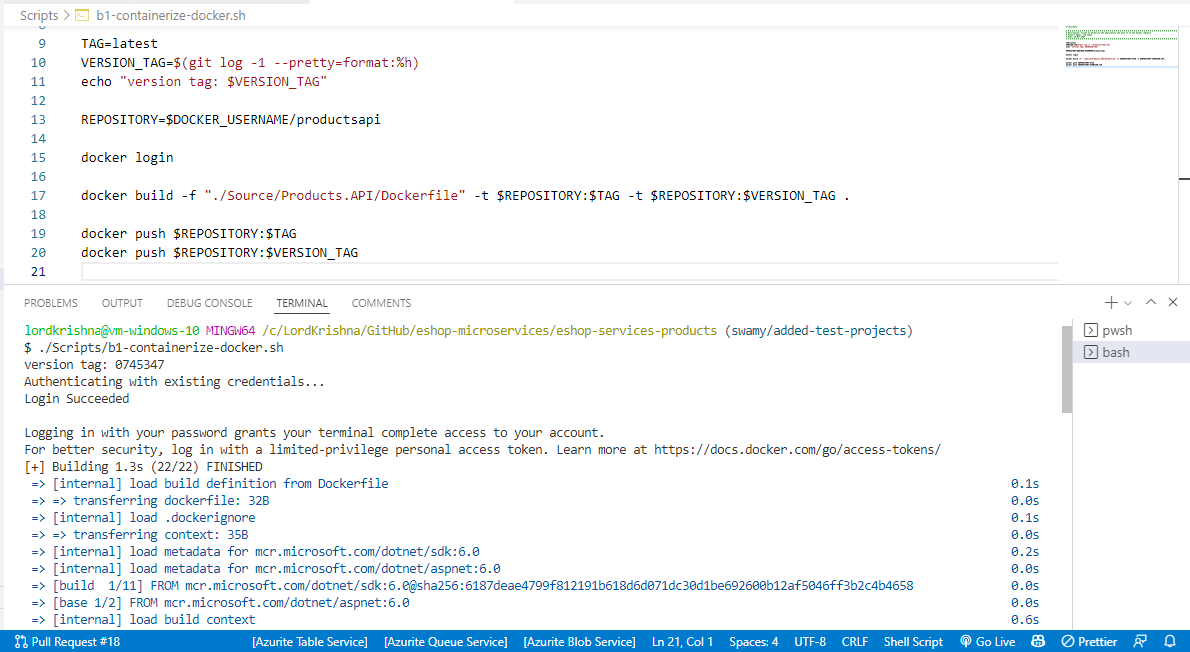 Scripts > b1-containerize-docker.sh
9 TAG=latest
10 VERSION_TAG=$(git log -1 --pretty=format:%h)
11 echo "version tag: $VERSION_TAG"
12
13 REPOSITORY=$DOCKER_USERNAME/productsapi
14
15 docker login
16
17 docker build -f "./Source/Products.API/Dockerfile" -t $REPOSITORY:$TAG -t $REPOSITORY:$VERSION_TAG .
18
19 docker push $REPOSITORY:$TAG
20 docker push $REPOSITORY:$VERSION_TAG
21
PROBLEMS OUTPUT DEBUG CONSOLE TERMINAL COMMENTS
lordkrishna@vm-windows-10 MINGW64 /c/LordKrishna/GitHub/eshop-microservices/eshop-services-products (swamy/added-test-projects)
pwsh
$ ./Scripts/b1-containerize-docker.sh
bash
version tag: 0745347
Authenticating with existing credentials...
Login Succeeded
Logging in with your password grants your terminal complete access to your account.
For better security, log in with a limited-privilege personal access token. Learn more at https://docs.docker.com/go/access-tokens/
[+] Building 1.3s (22/22) FINISHED
=> [internal] load build definition from Dockerfile 0.1s
=> => transferring dockerfile: 32B 0.0s
=> [internal] load .dockerignore 0.1s
=> => transferring context: 35B 0.0s
=> [internal] load metadata for mcr.microsoft.com/dotnet/sdk:6.0 0.2s
=> [internal] load metadata for mcr.microsoft.com/dotnet/aspnet:6.0 0.0s
=> [build  1/11] FROM mcr.microsoft.com/dotnet/sdk:6.0@sha256:6187deae4799f812191b618d6d071dc30d1be692600b12af5046ff3b2c4b4658 0.0s
=> [base 1/2] FROM mcr.microsoft.com/dotnet/aspnet:6.0 0.0s
=> [internal] load build context 0.6s
Pull Request #18 [Azurite Table Service] [Azurite Queue Service] [Azurite Blob Service] Ln 21, Col 1 Spaces: 4 UTF-8 CRLF Shell Script Go Live Prettier